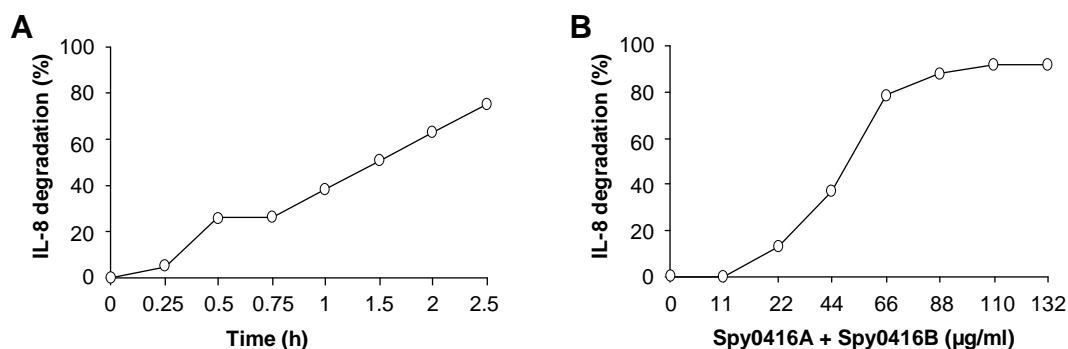 A
IL-8 degradation (%)
100
80
60
40
20
0
0 0.25 0.5 0.75 1 1.5 2 2.5
Time (h)
B
IL-8 degradation (%)
100
80
60
40
20
0
0 11 22 44 66 88 110 132
Spy0416A + Spy0416B (µg/ml)